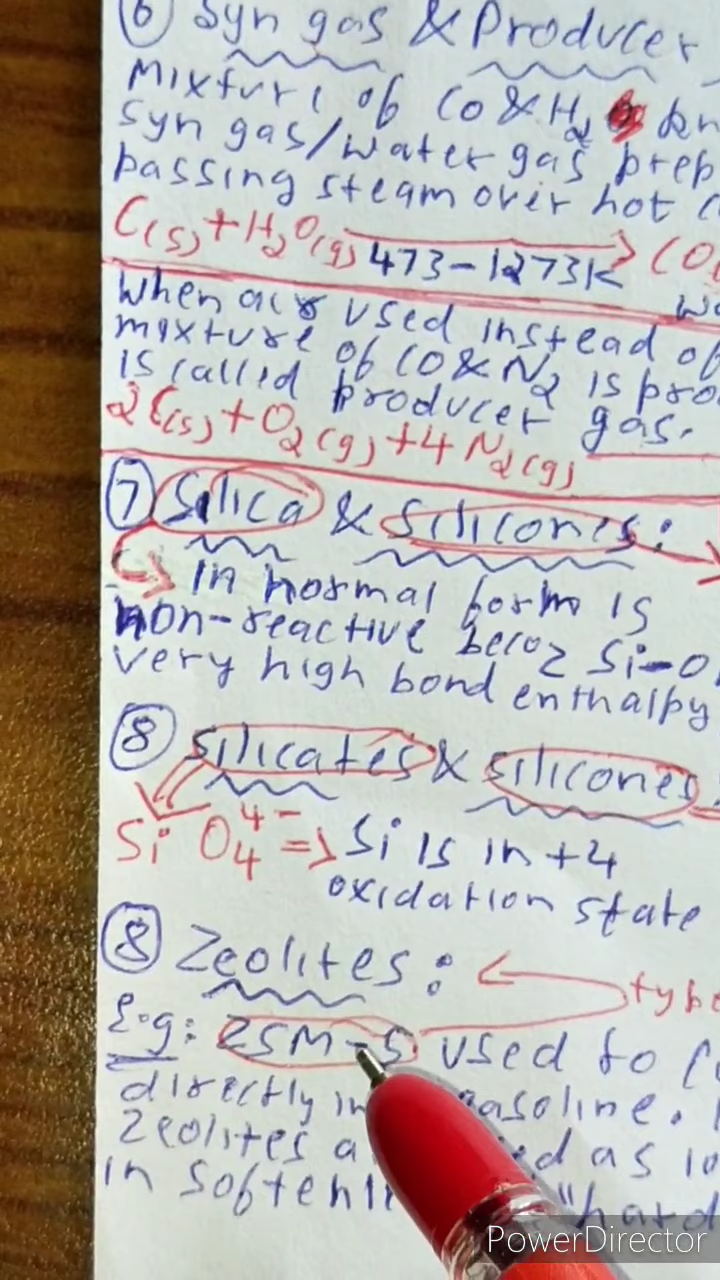 ⑥ Syn gas & Producer
Mixture of CO & H2
Syn gas/water gas prep
passing steam over hot
C(s) + H2O(g) 473-1273K → CO
When air used instead of
mixture of CO & N2 is pro
is called producer gas.
2C(s) + O2(g) + 4N2(g)
⑦ Silica & Silicones:
In normal form is
non-reactive becoz Si-O
very high bond enthalpy
⑧ Silicates & silicones
SiO4^4- => Si is in +4
oxidation state
⑧ Zeolites:
type
E.g: ZSM-5 used to
directly in gasoline.
Zeolites as
in "hard
PowerDirector